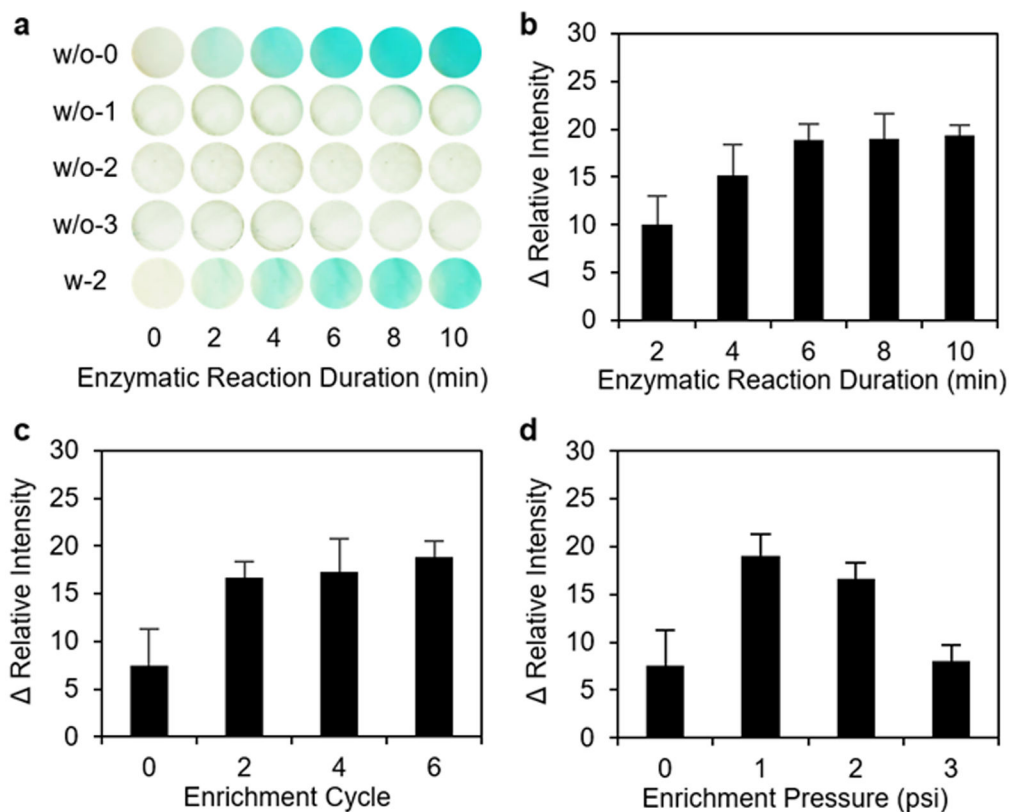 a
w/o-0
w/o-1
w/o-2
w/o-3
w-2
0 2 4 6 8 10
Enzymatic Reaction Duration (min)
b
Δ Relative Intensity
30
25
20
15
10
5
0
2 4 6 8 10
Enzymatic Reaction Duration (min)
c
Δ Relative Intensity
30
25
20
15
10
5
0
0 2 4 6
Enrichment Cycle
d
Δ Relative Intensity
30
25
20
15
10
5
0
0 1 2 3
Enrichment Pressure (psi)